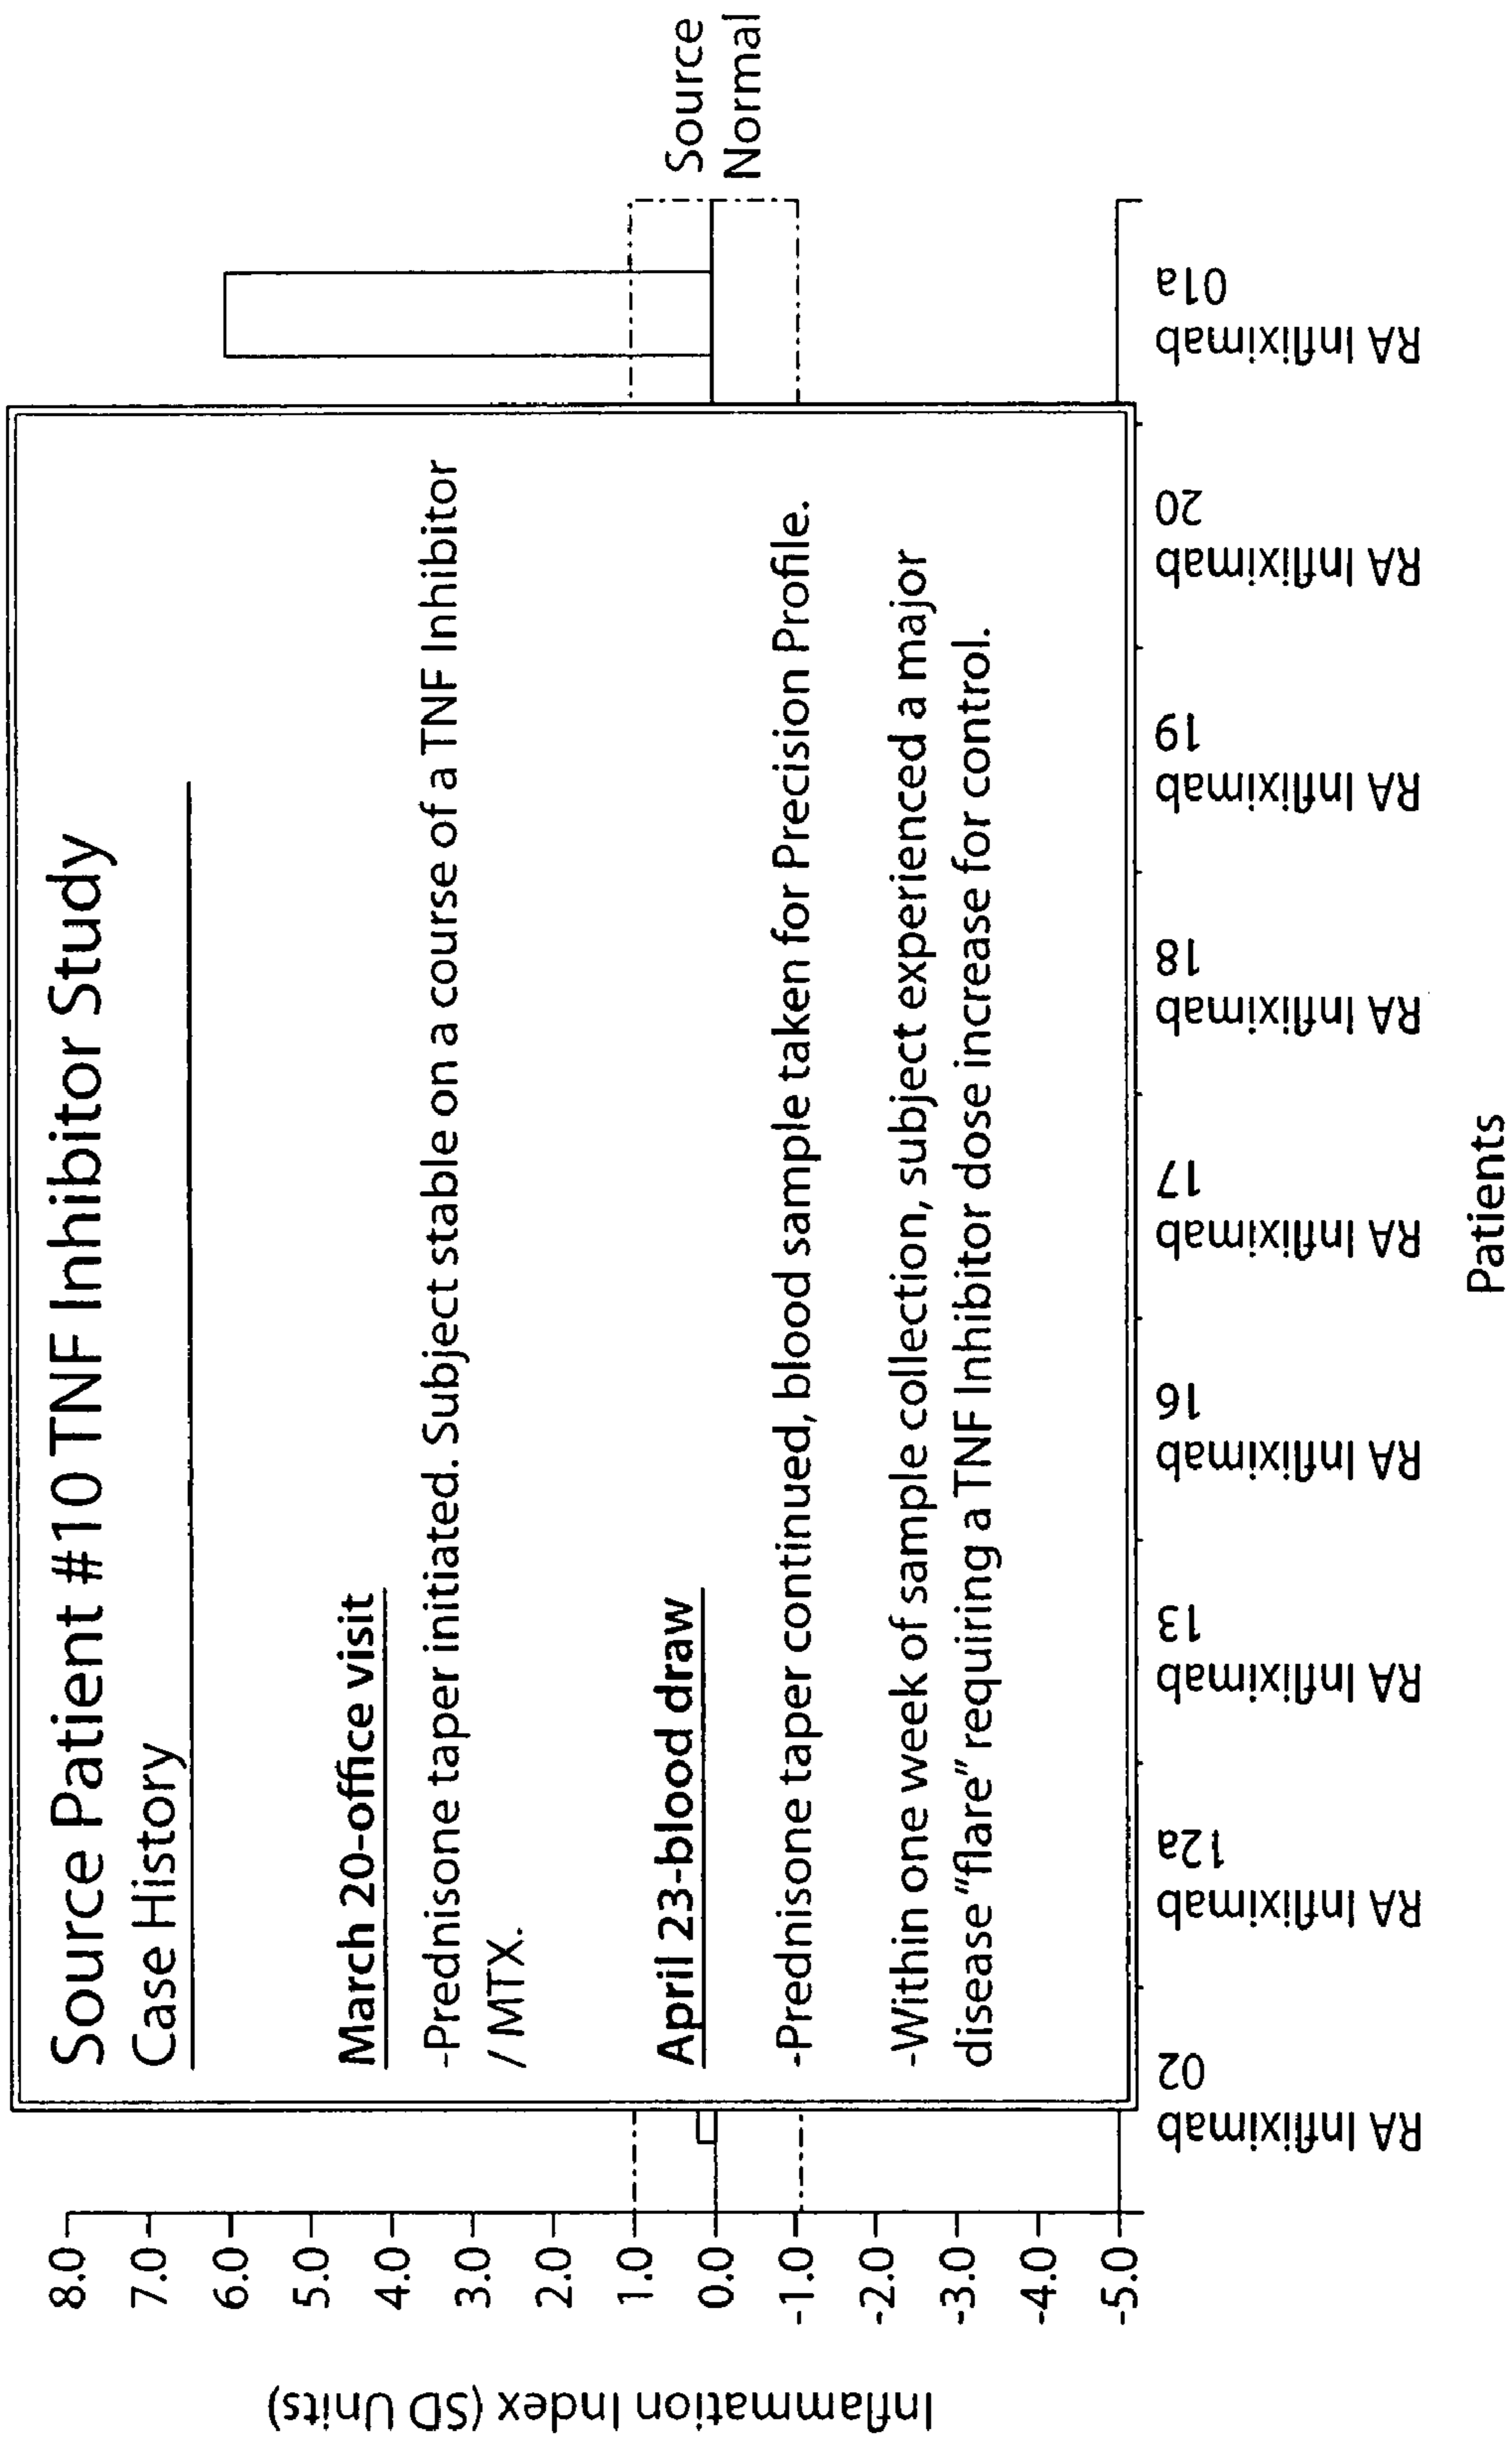 Source Patient #10 TNF Inhibitor Study
Case History
March 20-office visit
-Prednisone taper initiated. Subject stable on a course of a TNF Inhibitor
/ MTX.
April 23-blood draw
-Prednisone taper continued, blood sample taken for Precision Profile.
-Within one week of sample collection, subject experienced a major
disease "flare" requiring a TNF Inhibitor dose increase for control.
Inflammation Index (SD Units)
8.0
7.0
6.0
5.0
4.0
3.0
2.0
1.0
0.0
-1.0
-2.0
-3.0
-4.0
-5.0
Source
Normal
RA Infliximab
02
RA Infliximab
12a
RA Infliximab
13
RA Infliximab
16
RA Infliximab
17
RA Infliximab
18
RA Infliximab
19
RA Infliximab
20
RA Infliximab
01a
Patients